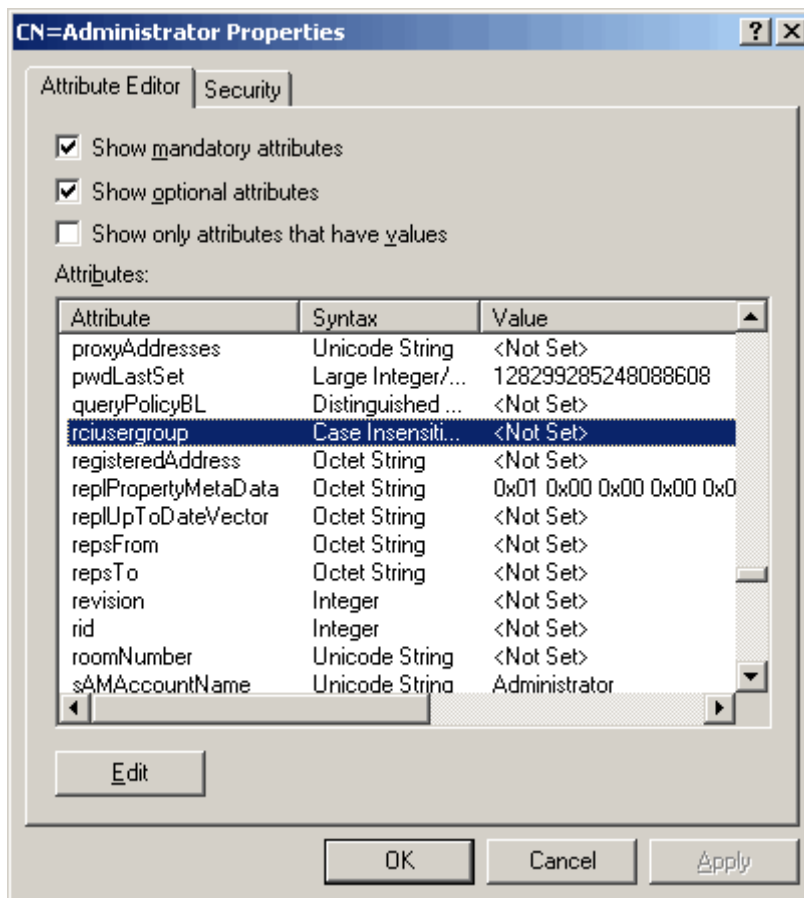 CN=Administrator Properties
Attribute Editor Security
Show mandatory attributes
Show optional attributes
Show only attributes that have values
Attributes:
Attribute Syntax Value
proxyAddresses Unicode String <Not Set>
pwdLastSet Large Integer/... 128299285248088608
queryPolicyBL Distinguished ... <Not Set>
rciusergroup Case Insensiti... <Not Set>
registeredAddress Octet String <Not Set>
replPropertyMetaData Octet String 0x01 0x00 0x00 0x00 0x0
replUpToDateVector Octet String <Not Set>
repsFrom Octet String <Not Set>
repsTo Octet String <Not Set>
revision Integer <Not Set>
rid Integer <Not Set>
roomNumber Unicode String <Not Set>
sAMAccountName Unicode String Administrator
Edit
OK Cancel Apply